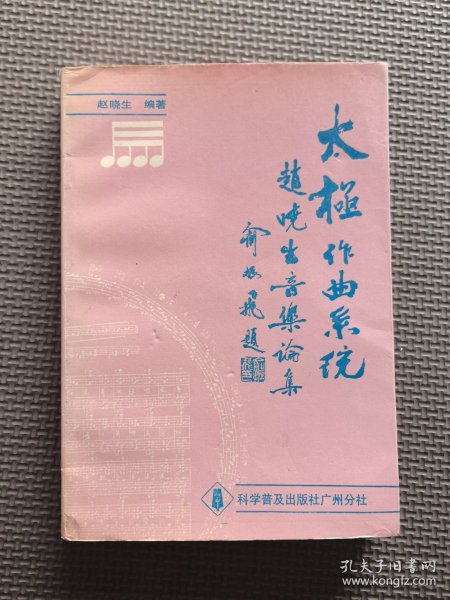 赵晓生 编著
太極作曲系统
趙曉生音樂論集
俞振飛題
科学普及出版社广州分社
孔夫子旧书网
www.kongfz.com